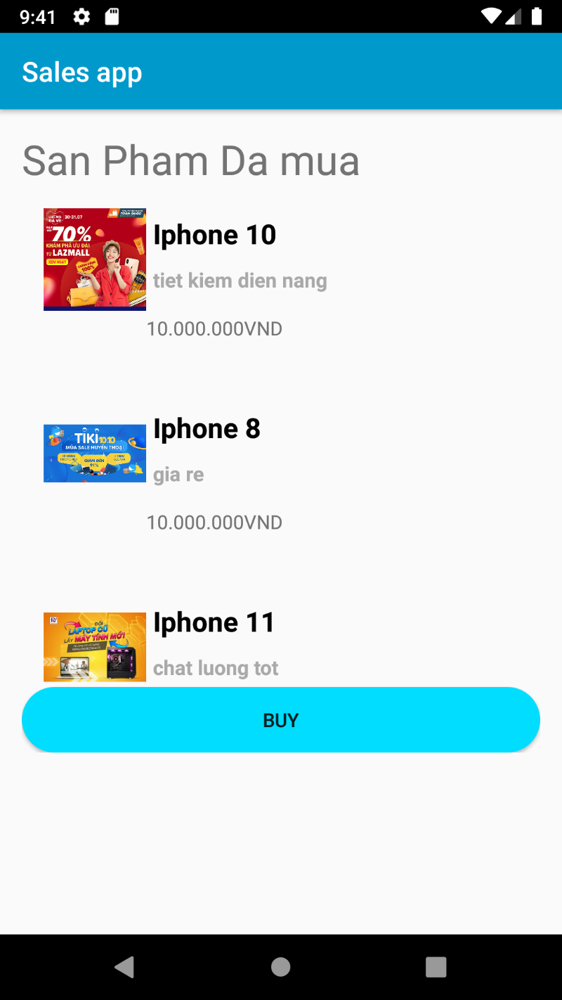 9:41
Sales app
San Pham Da mua
30-31.07
70%
KHÁM PHÁ ƯU ĐÃI
TỪ LAZMALL
XEM NGAY
CHÍNH HÃNG
100%
Iphone 10
tiet kiem dien nang
10.000.000VND
TIKI 10.10
MÙA SALE HUYỀN THOẠI
GIẢM ĐẾN
91%
Iphone 8
gia re
10.000.000VND
ĐỔI
LAPTOP CŨ
LẤY MÁY TÍNH MỚI
Iphone 11
chat luong tot
BUY